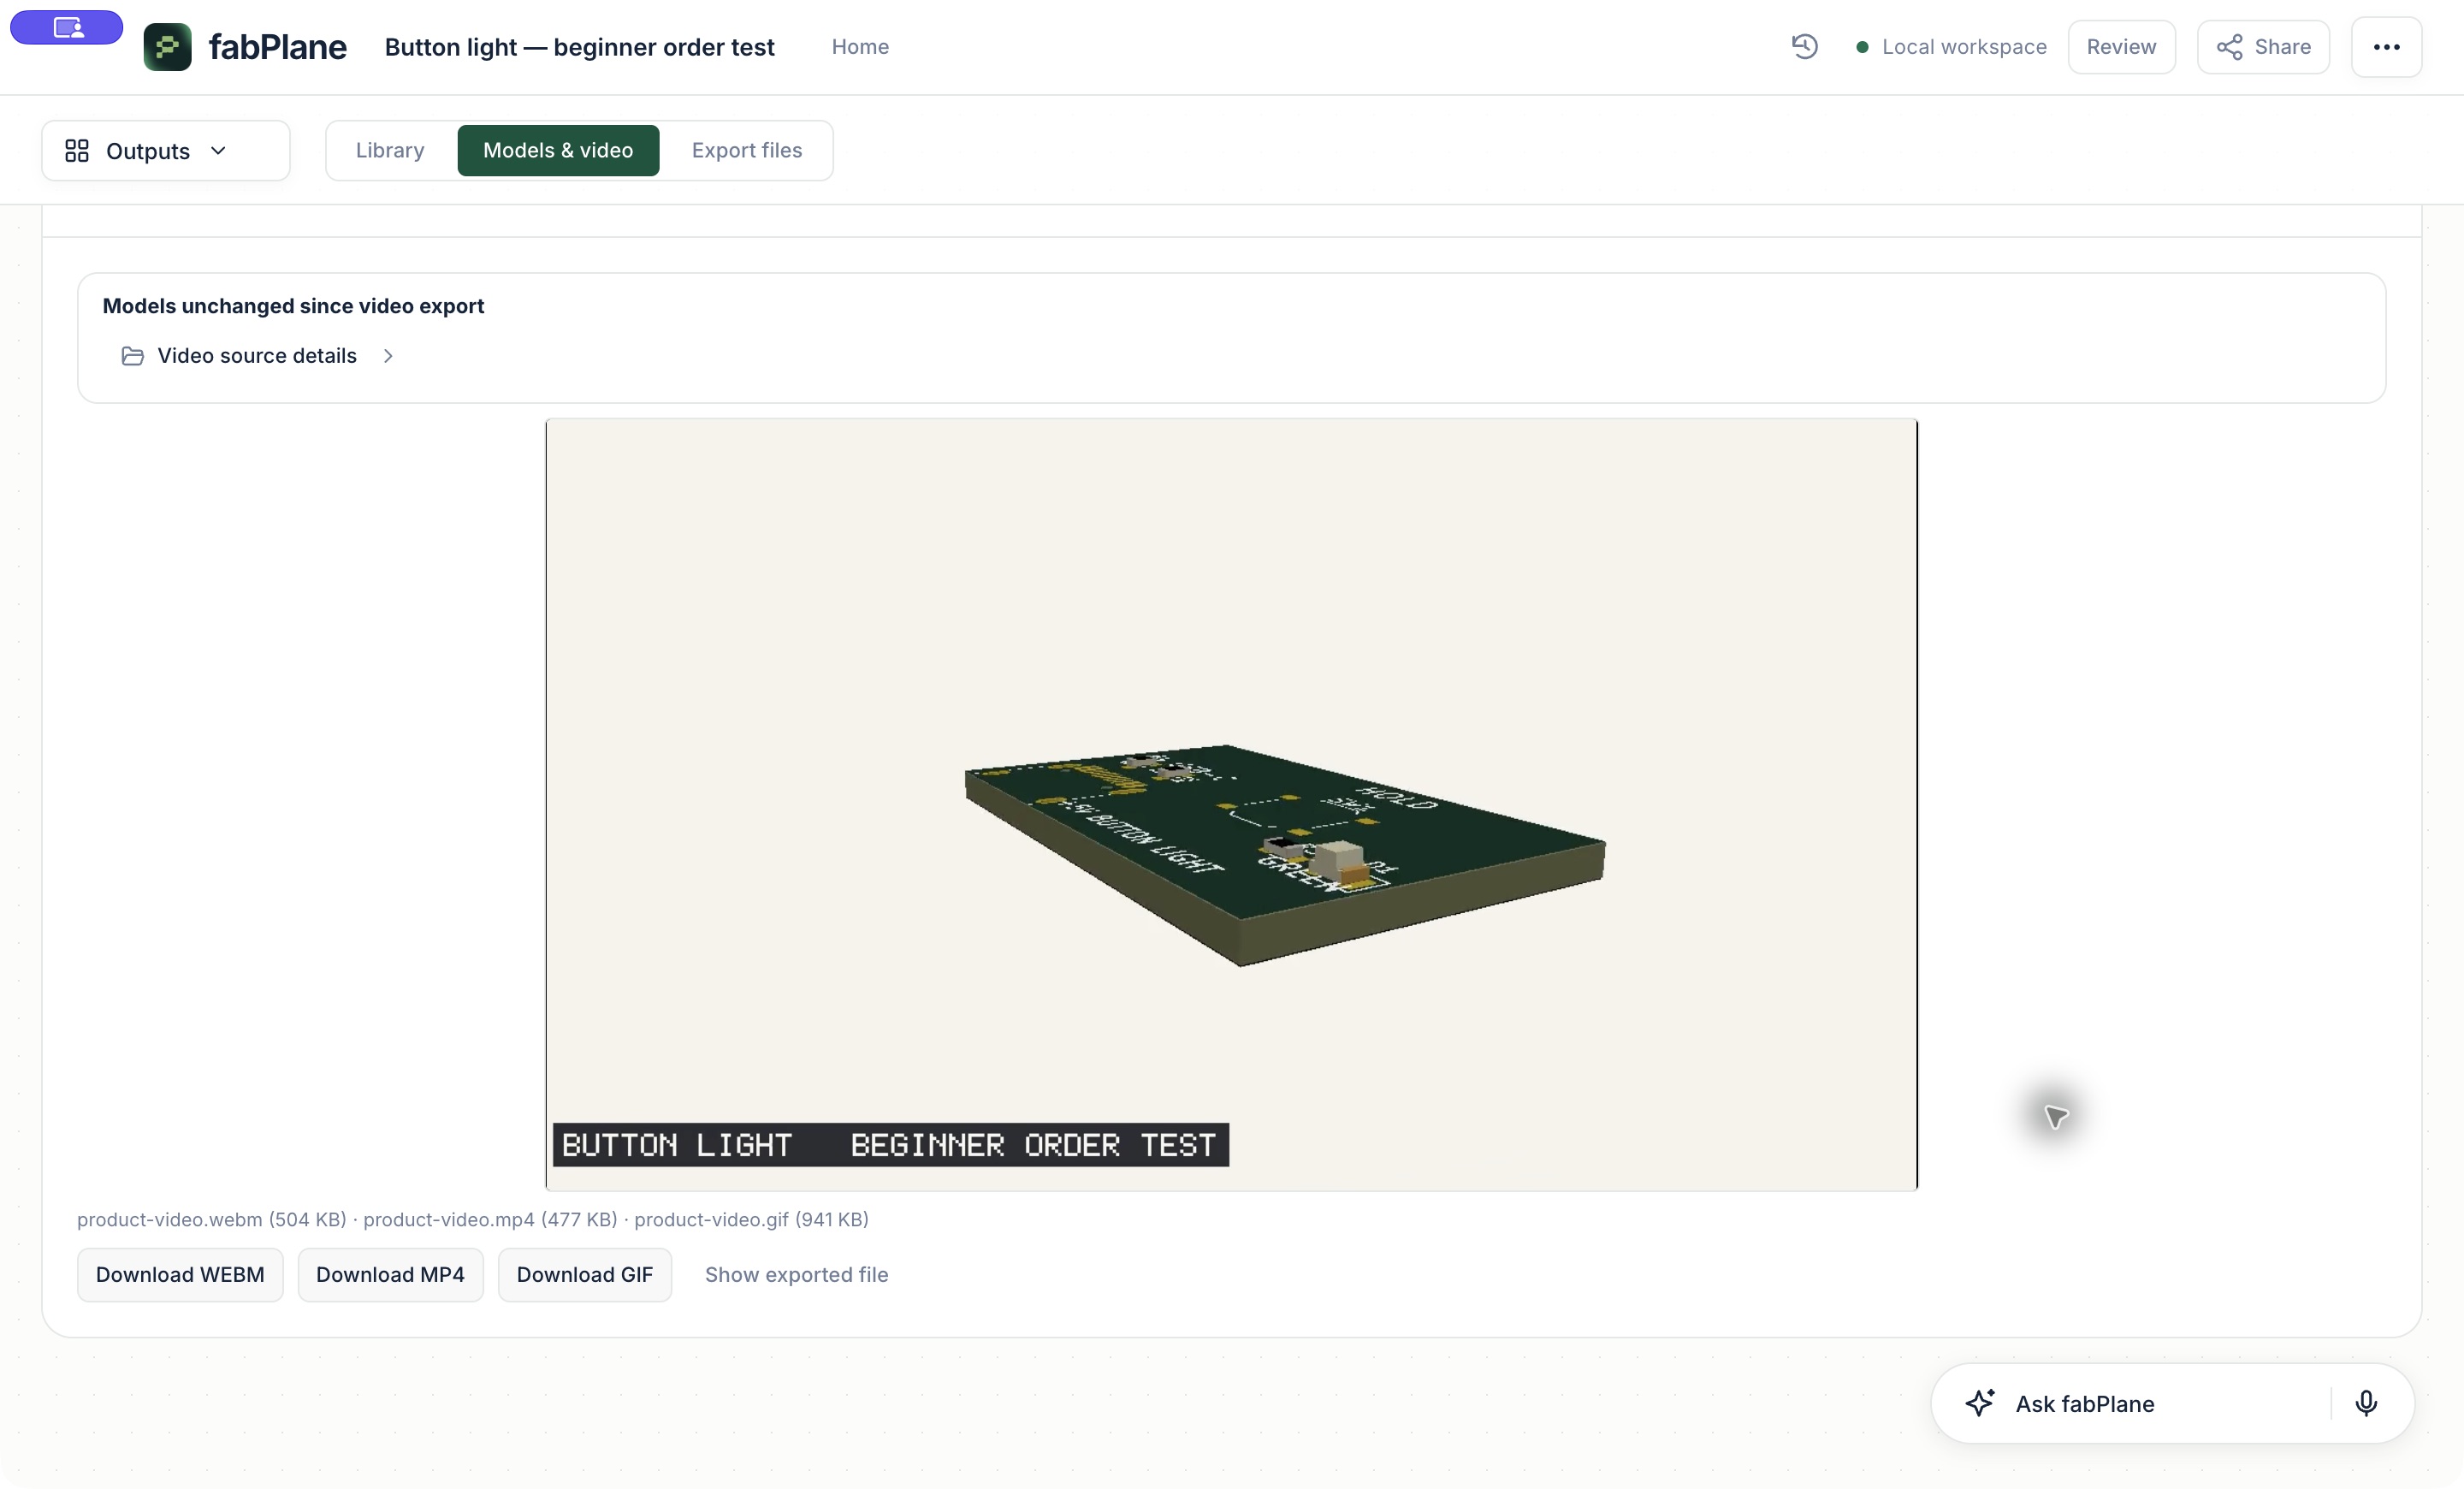 fabPlane
Button light — beginner order test
Home
Local workspace
Review
Share
Outputs
Library
Models & video
Export files
Models unchanged since video export
Video source details
HOLD
5V BUTTON LIGHT
GREEN
D1
BUTTON LIGHT BEGINNER ORDER TEST
product-video.webm (504 KB) · product-video.mp4 (477 KB) · product-video.gif (941 KB)
Download WEBM
Download MP4
Download GIF
Show exported file
Ask fabPlane